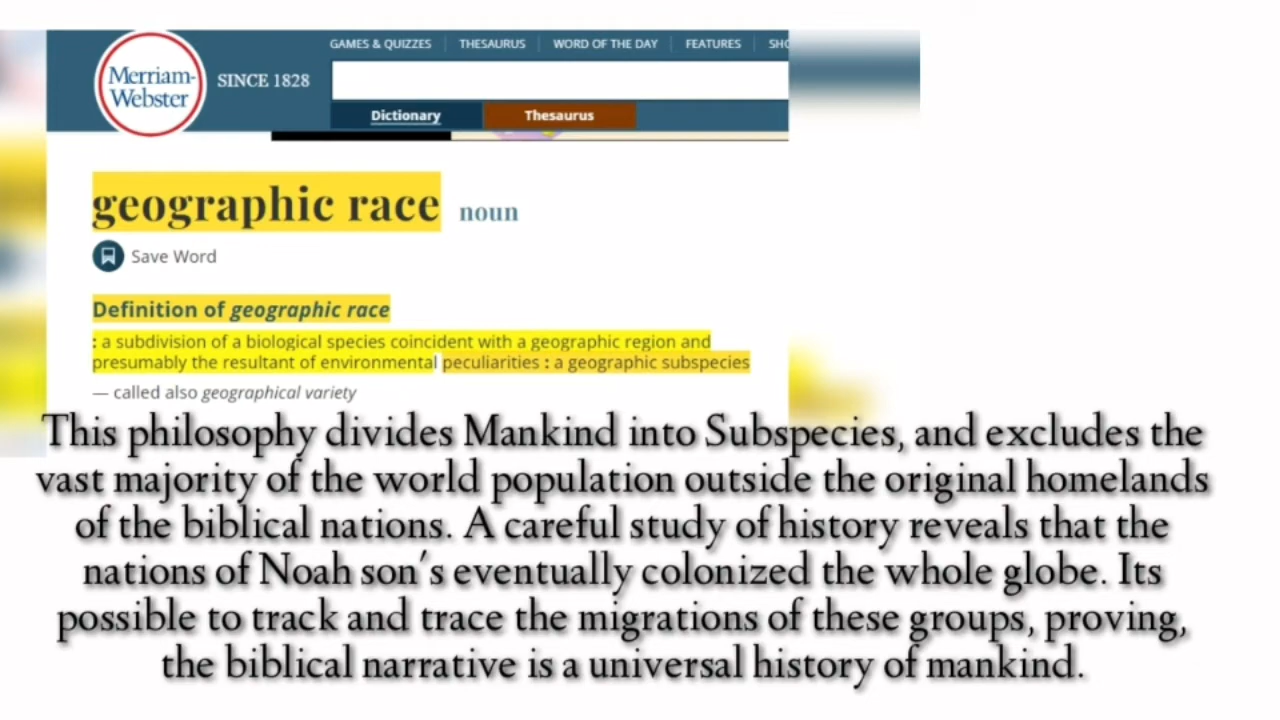 GAMES & QUIZZES THESAURUS WORD OF THE DAY FEATURES SHO
Merriam-
Webster
SINCE 1828
Dictionary Thesaurus
geographic race noun
Save Word
Definition of geographic race
: a subdivision of a biological species coincident with a geographic region and
presumably the resultant of environmental peculiarities : a geographic subspecies
— called also geographical variety
This philosophy divides Mankind into Subspecies, and excludes the
vast majority of the world population outside the original homelands
of the biblical nations. A careful study of history reveals that the
nations of Noah son's eventually colonized the whole globe. Its
possible to track and trace the migrations of these groups, proving,
the biblical narrative is a universal history of mankind.